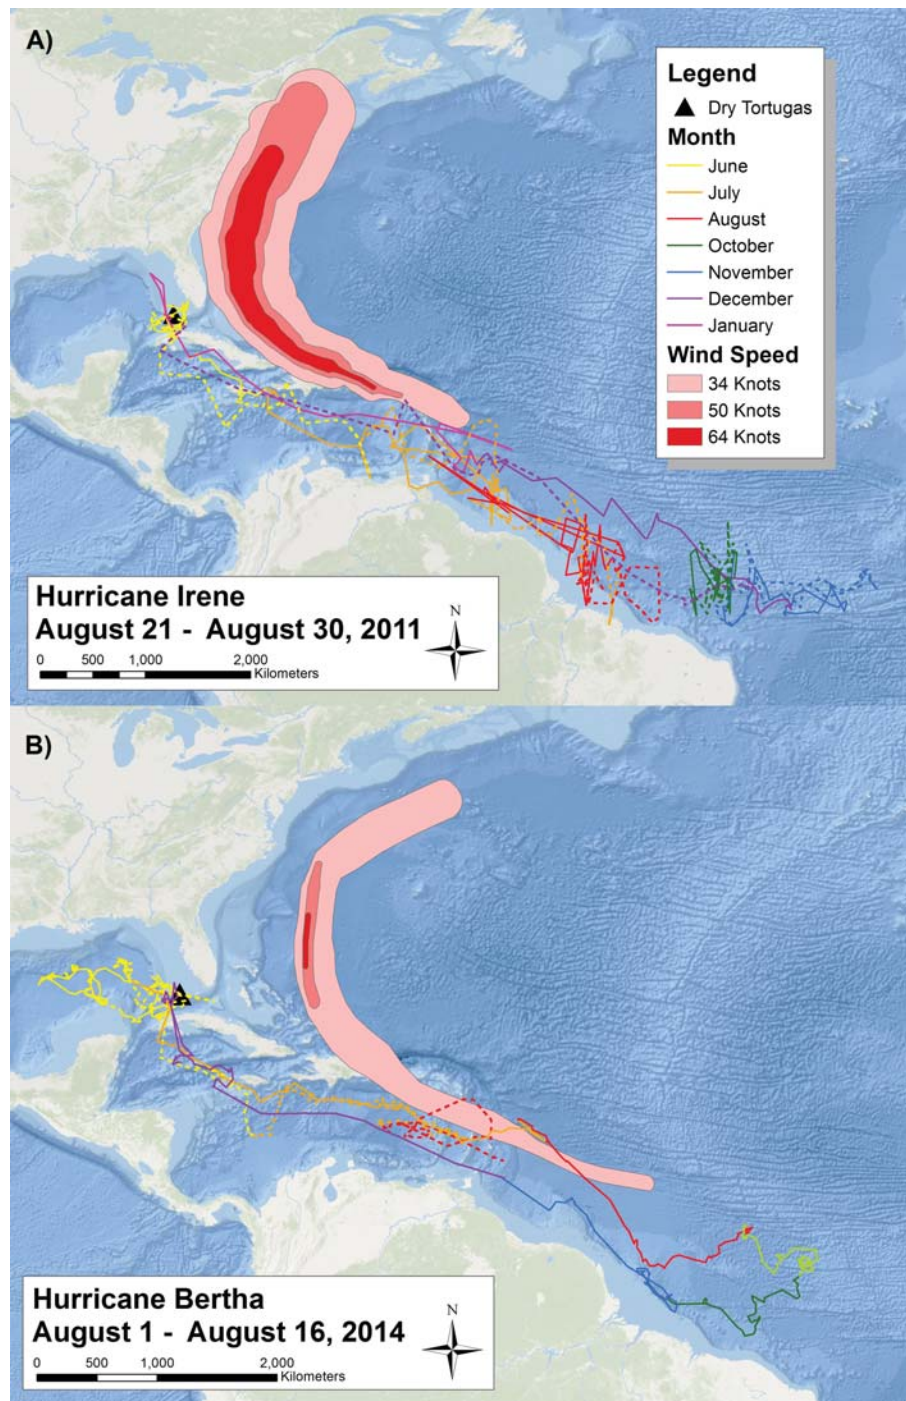 A)
Legend
Dry Tortugas
Month
June
July
August
October
November
December
January
Wind Speed
34 Knots
50 Knots
64 Knots
Hurricane Irene
August 21 - August 30, 2011
N
0 500 1,000 2,000
Kilometers
B)
Hurricane Bertha
August 1 - August 16, 2014
N
0 500 1,000 2,000
Kilometers